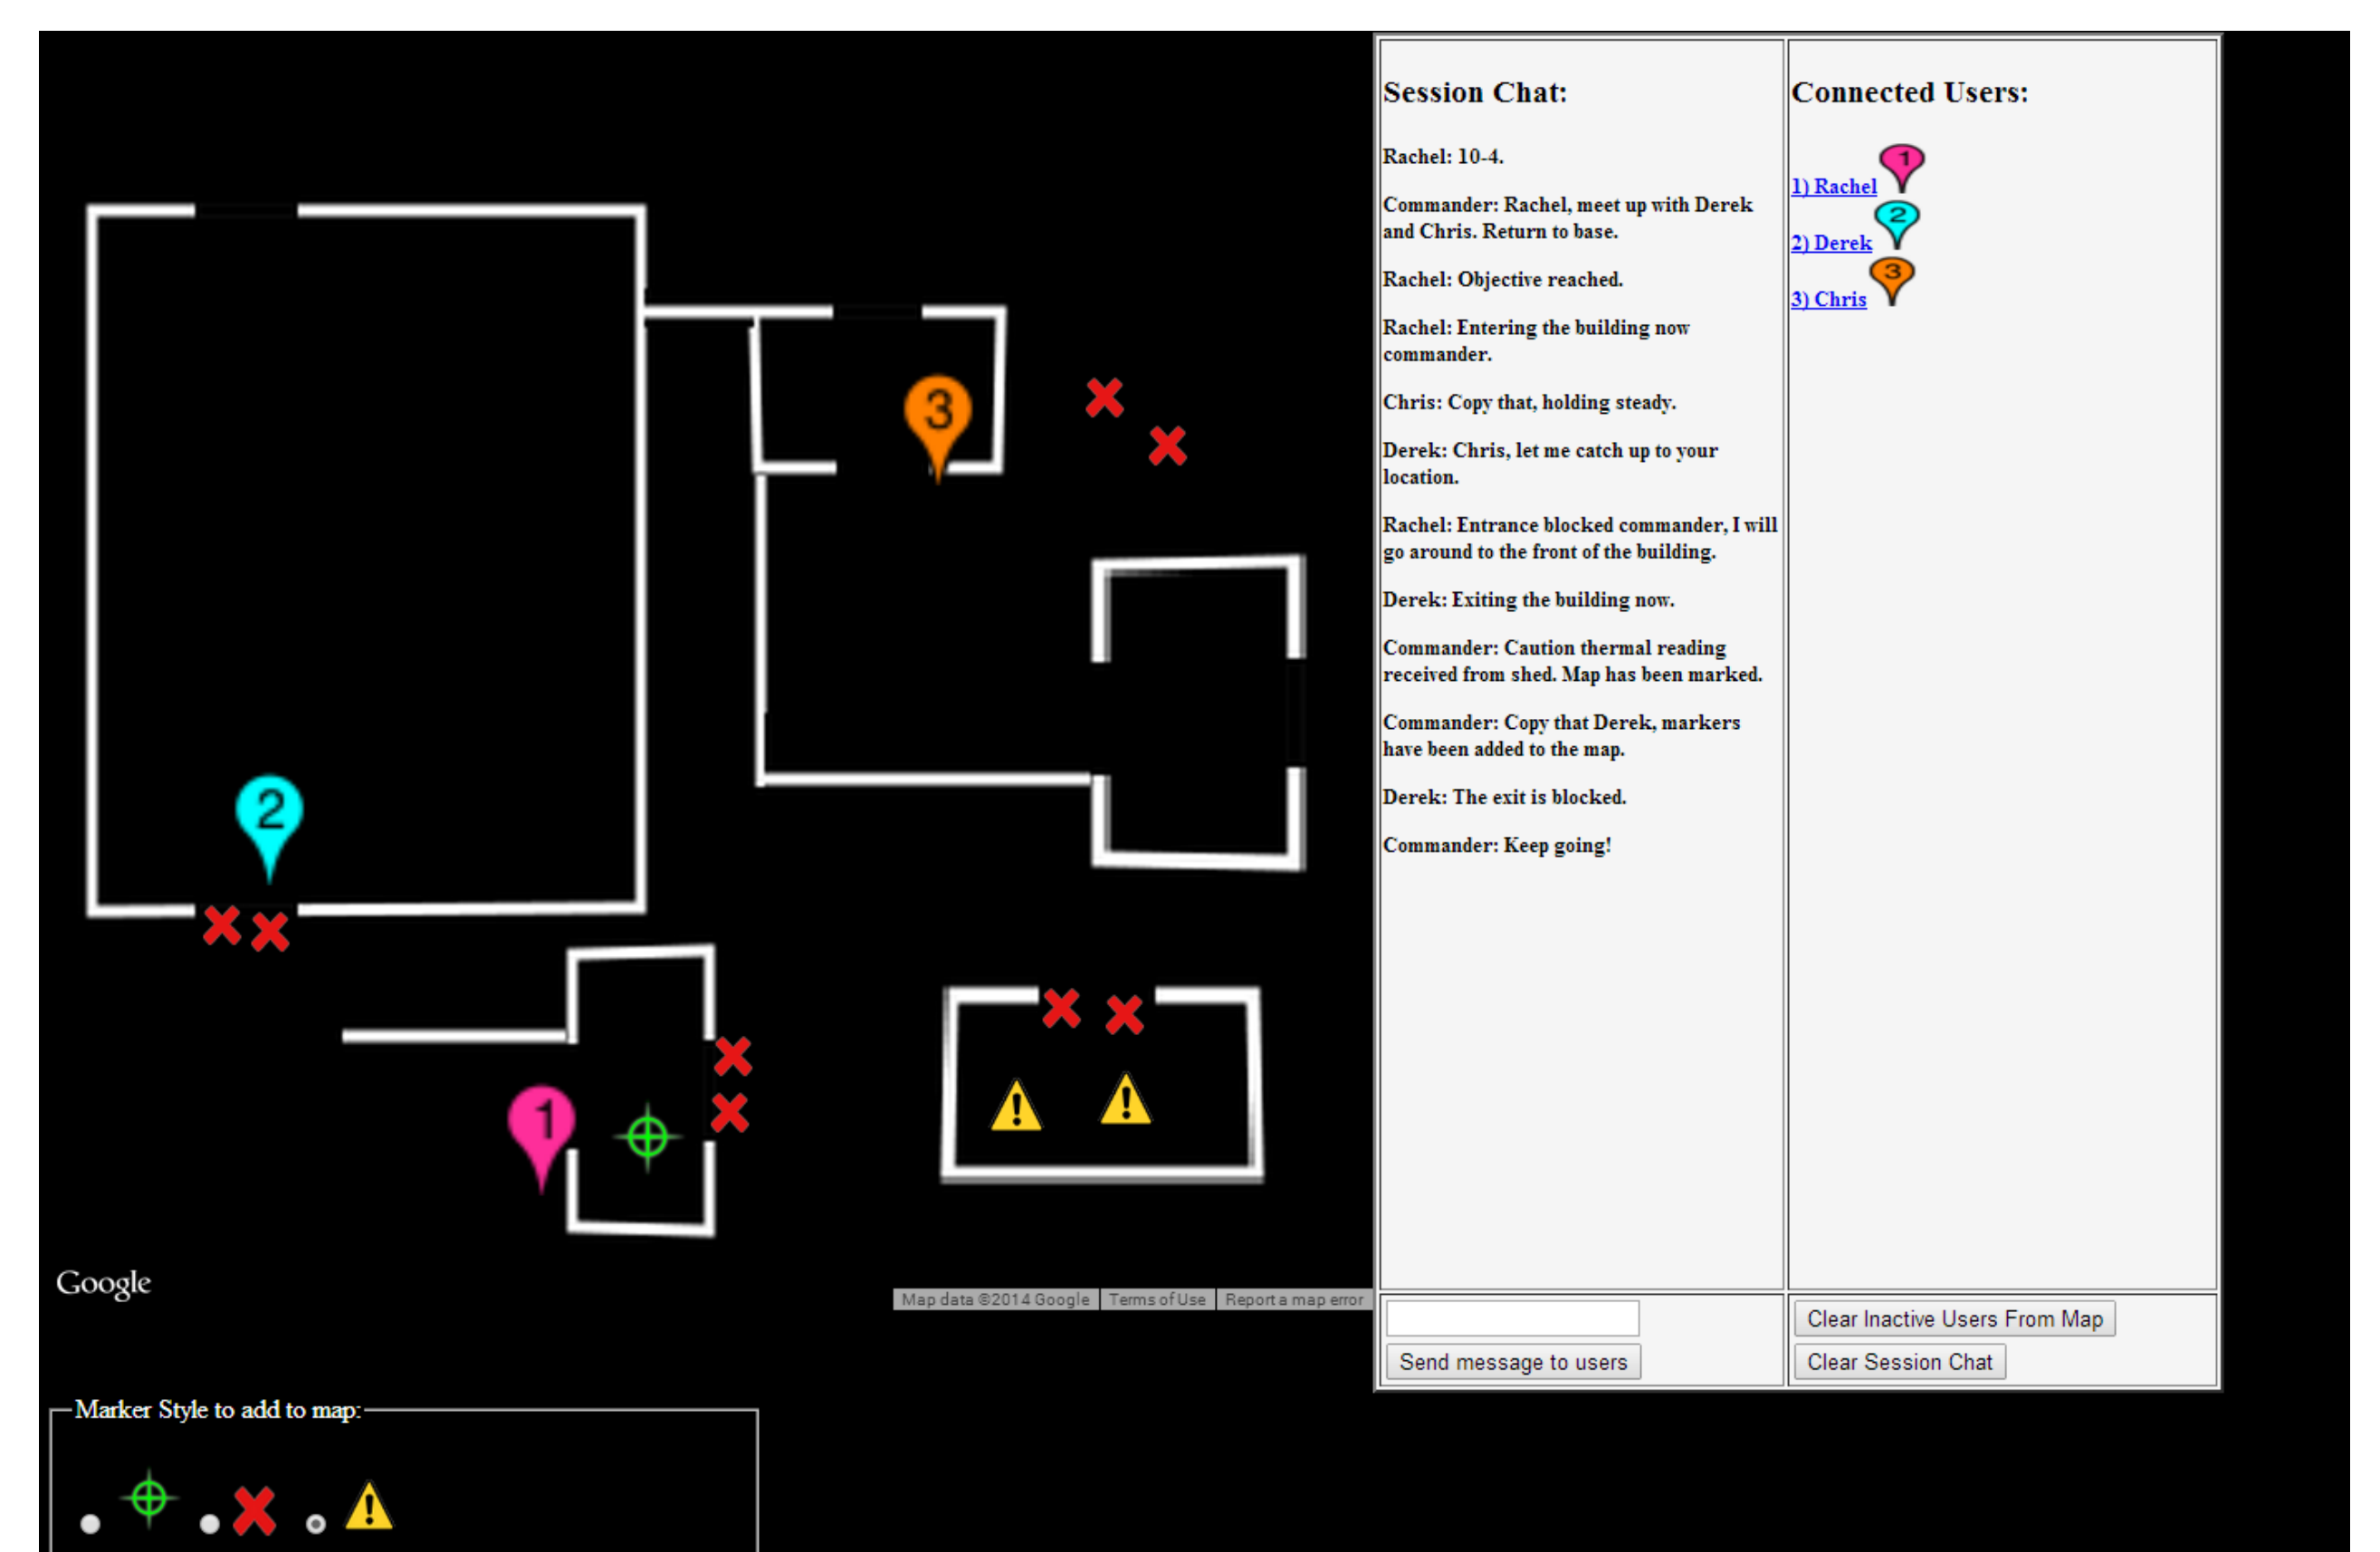 3
2
1
Google
Map data ©2014 Google
Terms of Use
Report a map error
Marker Style to add to map:
Session Chat:
Rachel: 10-4.
Commander: Rachel, meet up with Derek
and Chris. Return to base.
Rachel: Objective reached.
Rachel: Entering the building now
commander.
Chris: Copy that, holding steady.
Derek: Chris, let me catch up to your
location.
Rachel: Entrance blocked commander, I will
go around to the front of the building.
Derek: Exiting the building now.
Commander: Caution thermal reading
received from shed. Map has been marked.
Commander: Copy that Derek, markers
have been added to the map.
Derek: The exit is blocked.
Commander: Keep going!
Send message to users
Connected Users:
1) Rachel 1
2) Derek 2
3) Chris 3
Clear Inactive Users From Map
Clear Session Chat